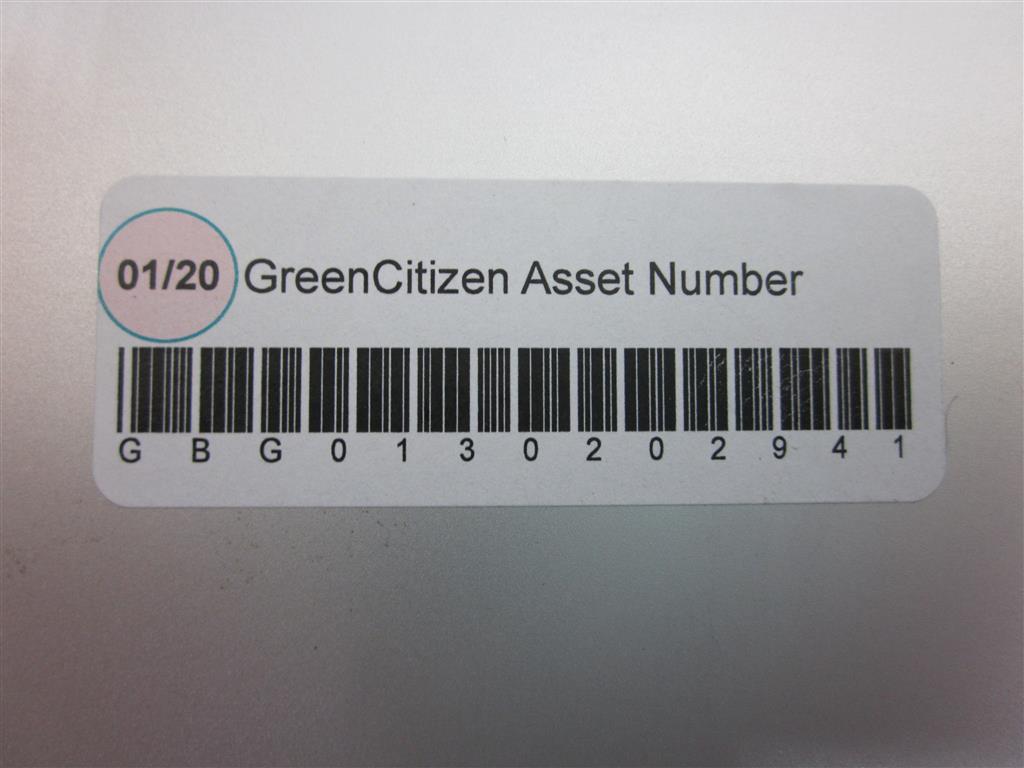 01/20 GreenCitizen Asset Number
G B G 0 1 3 0 2 0 2 9 4 1